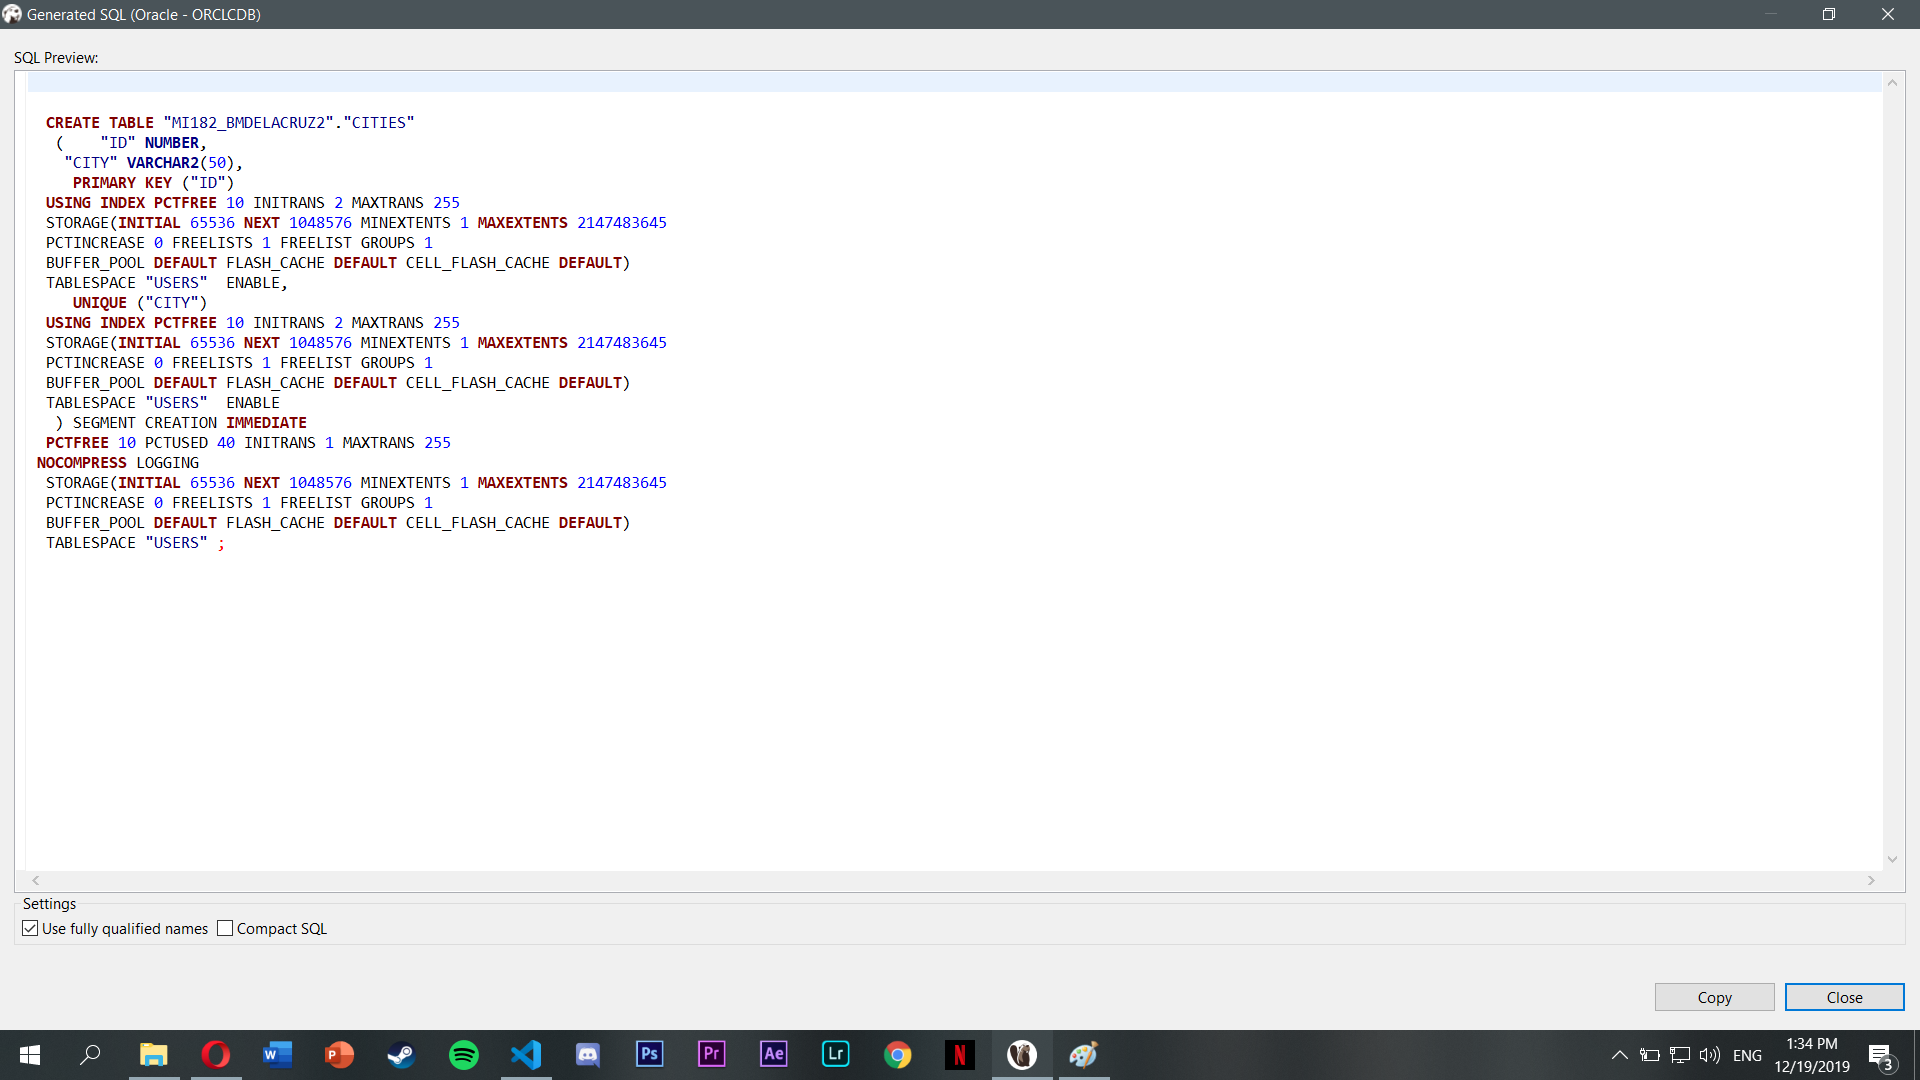 Generated SQL (Oracle - ORCLCDB)
SQL Preview:
CREATE TABLE "MI182_BMDELACRUZ2"."CITIES"
(    "ID" NUMBER,
"CITY" VARCHAR2(50),
PRIMARY KEY ("ID")
USING INDEX PCTFREE 10 INITRANS 2 MAXTRANS 255
STORAGE(INITIAL 65536 NEXT 1048576 MINEXTENTS 1 MAXEXTENTS 2147483645
PCTINCREASE 0 FREELISTS 1 FREELIST GROUPS 1
BUFFER_POOL DEFAULT FLASH_CACHE DEFAULT CELL_FLASH_CACHE DEFAULT)
TABLESPACE "USERS"  ENABLE,
UNIQUE ("CITY")
USING INDEX PCTFREE 10 INITRANS 2 MAXTRANS 255
STORAGE(INITIAL 65536 NEXT 1048576 MINEXTENTS 1 MAXEXTENTS 2147483645
PCTINCREASE 0 FREELISTS 1 FREELIST GROUPS 1
BUFFER_POOL DEFAULT FLASH_CACHE DEFAULT CELL_FLASH_CACHE DEFAULT)
TABLESPACE "USERS"  ENABLE
) SEGMENT CREATION IMMEDIATE
PCTFREE 10 PCTUSED 40 INITRANS 1 MAXTRANS 255
NOCOMPRESS LOGGING
STORAGE(INITIAL 65536 NEXT 1048576 MINEXTENTS 1 MAXEXTENTS 2147483645
PCTINCREASE 0 FREELISTS 1 FREELIST GROUPS 1
BUFFER_POOL DEFAULT FLASH_CACHE DEFAULT CELL_FLASH_CACHE DEFAULT)
TABLESPACE "USERS" ;
Settings
Use fully qualified names  Compact SQL
Copy  Close
W  P  Ps  Pr  Ae  Lr  N  ENG  1:34 PM  3
12/19/2019